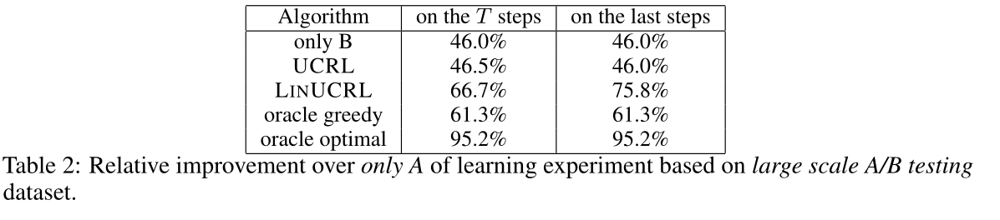 Algorithm on the T steps on the last steps
only B 46.0% 46.0%
UCRL 46.5% 46.0%
LINUCRL 66.7% 75.8%
oracle greedy 61.3% 61.3%
oracle optimal 95.2% 95.2%
Table 2: Relative improvement over only A of learning experiment based on large scale A/B testing
dataset.